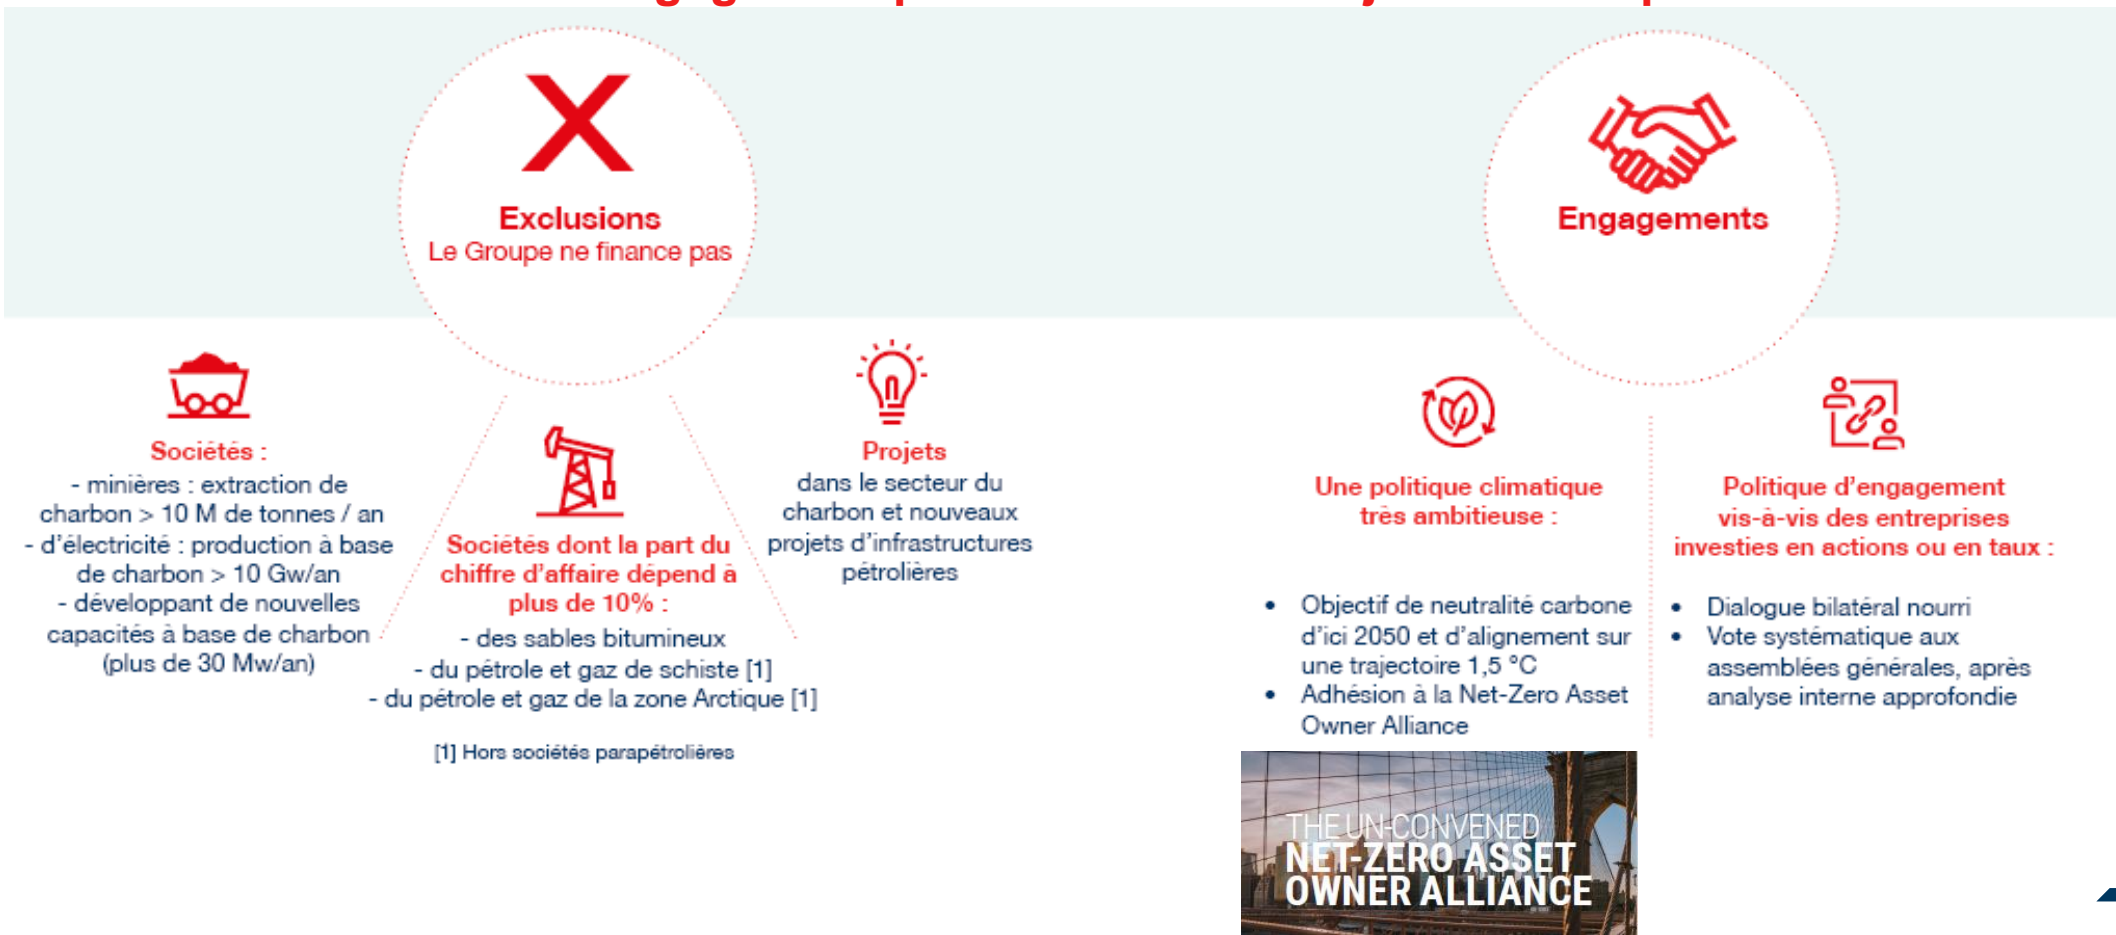 Exclusions
Le Groupe ne finance pas
Sociétés :
- minières : extraction de
charbon > 10 M de tonnes / an
- d'électricité : production à base
de charbon > 10 Gw/an
- développant de nouvelles
capacités à base de charbon
(plus de 30 Mw/an)
Sociétés dont la part du
chiffre d'affaire dépend à
plus de 10% :
- des sables bitumineux
- du pétrole et gaz de schiste [1]
- du pétrole et gaz de la zone Arctique [1]
[1] Hors sociétés parapétrolières
Projets
dans le secteur du
charbon et nouveaux
projets d'infrastructures
pétrolières
Engagements
Une politique climatique
très ambitieuse :
• Objectif de neutralité carbone
d'ici 2050 et d'alignement sur
une trajectoire 1,5 °C
• Adhésion à la Net-Zero Asset
Owner Alliance
THE UN-CONVENED
NET-ZERO ASSET
OWNER ALLIANCE
Politique d'engagement
vis-à-vis des entreprises
investies en actions ou en taux :
• Dialogue bilatéral nourri
• Vote systématique aux
assemblées générales, après
analyse interne approfondie